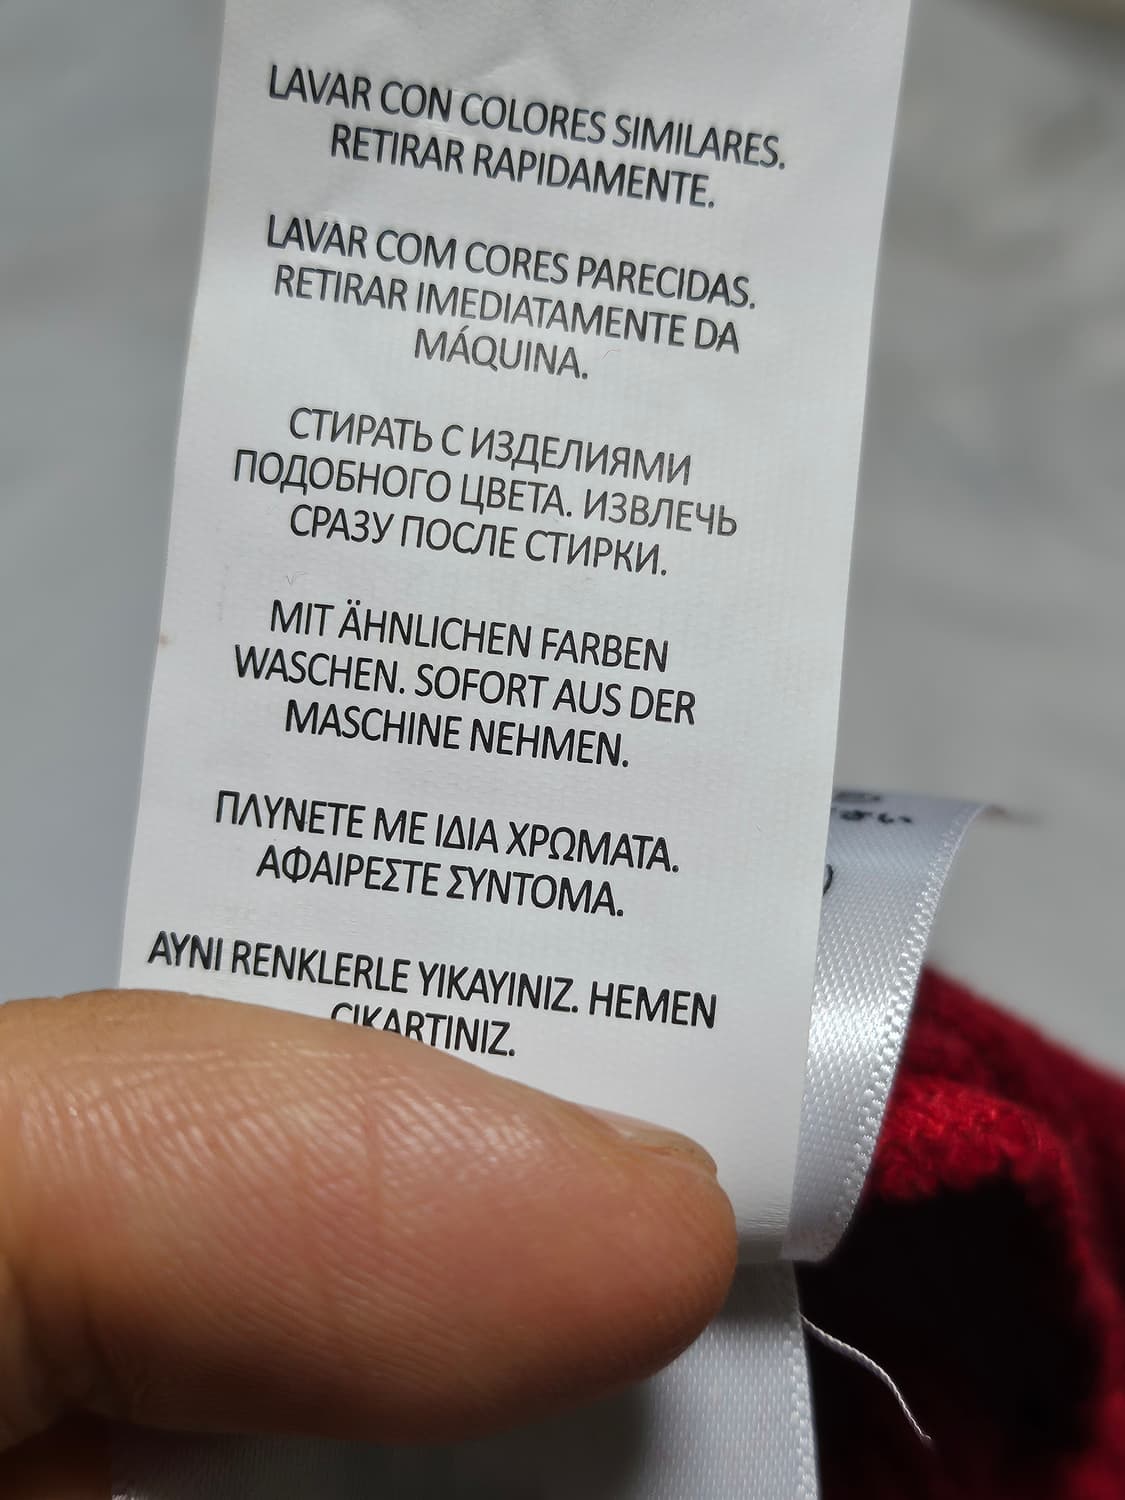 LAVAR CON COLORES SIMILARES.
RETIRAR RAPIDAMENTE.
LAVAR COM CORES PARECIDAS.
RETIRAR IMEDIATAMENTE DA
MÁQUINA.
СТИРАТЬ С ИЗДЕЛИЯМИ
ПОДОБНОГО ЦВЕТА. ИЗВЛЕЧЬ
СРАЗУ ПОСЛЕ СТИРКИ.
MIT ÄHNLICHEN FARBEN
WASCHEN. SOFORT AUS DER
MASCHINE NEHMEN.
ΠΛΥΝΕΤΕ ΜΕ ΙΔΙΑ ΧΡΩΜΑΤΑ.
ΑΦΑΙΡΕΣΤΕ ΣΥΝΤΟΜΑ.
AYNI RENKLERLE YIKAYINIZ. HEMEN
CIKARTINIZ.